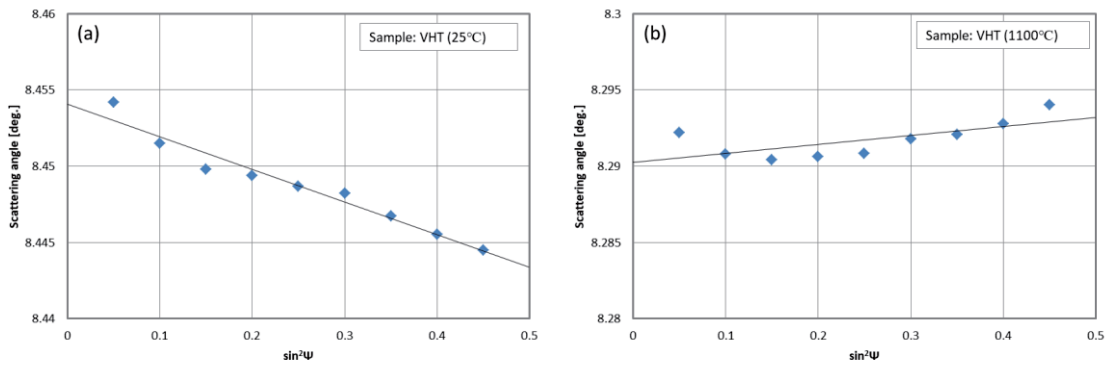 (a)
Sample: VHT (25℃)
Scattering angle [deg.]
8.46
8.455
8.45
8.445
8.44
0
0.1
0.2
0.3
0.4
0.5
sin²Ψ
(b)
Sample: VHT (1100℃)
Scattering angle [deg.]
8.3
8.295
8.29
8.285
8.28
0
0.1
0.2
0.3
0.4
0.5
sin²Ψ